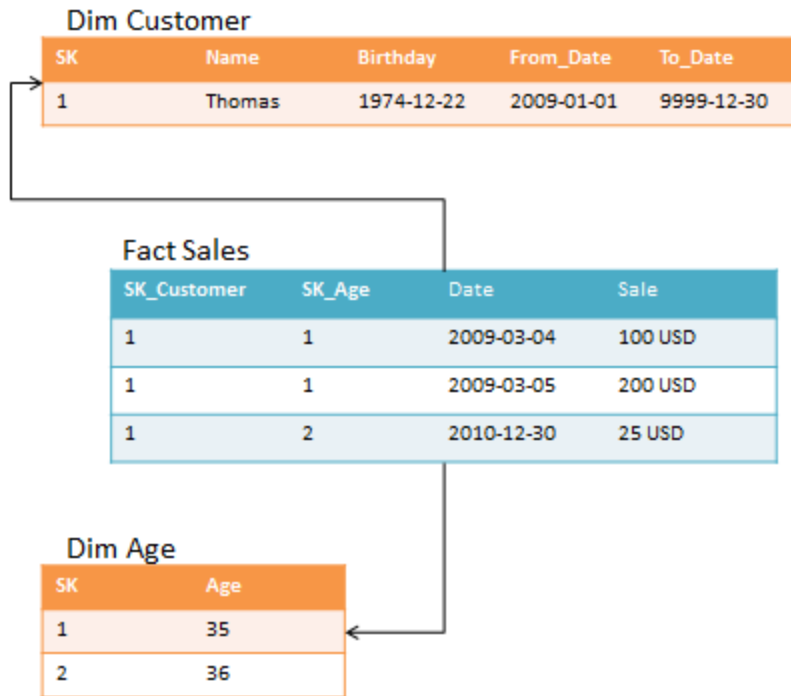 Dim Customer
SK Name Birthday From_Date To_Date
1 Thomas 1974-12-22 2009-01-01 9999-12-30
Fact Sales
SK_Customer SK_Age Date Sale
1 1 2009-03-04 100 USD
1 1 2009-03-05 200 USD
1 2 2010-12-30 25 USD
Dim Age
SK Age
1 35
2 36